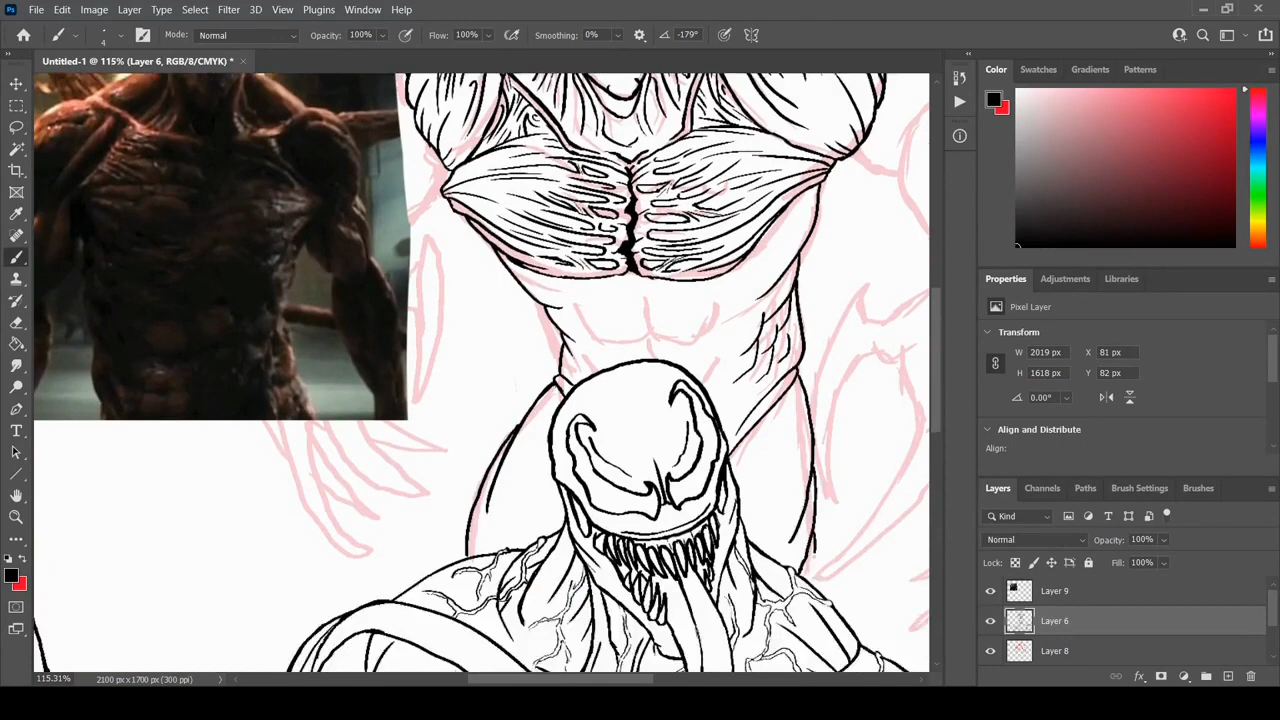 Ps File Edit Image Layer Type Select Filter 3D View Plugins Window Help
4 Mode: Normal Opacity: 100% Flow: 100% Smoothing: 0% -179°
Untitled-1 @ 115% (Layer 6, RGB/8/CMYK) *
Color Swatches Gradients Patterns
Properties Adjustments Libraries
Pixel Layer
Transform
W 2019 px X 81 px
H 1618 px Y 82 px
0.00°
Align and Distribute
Align:
Layers Channels Paths Brush Settings Brushes
Kind
Normal Opacity: 100%
Lock: Fill: 100%
Layer 9
Layer 6
Layer 8
115.31% 2100 px x 1700 px (300 ppi)